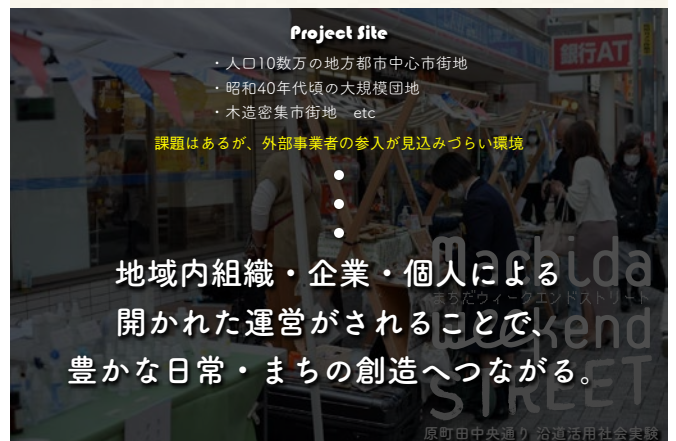 Project Site
・人口10数万の地方都市中心市街地
・昭和40年代頃の大規模団地
・木造密集市街地　etc
課題はあるが、外部事業者の参入が見込みづらい環境
銀行AT
地域内組織・企業・個人による
開かれた運営がされることで、
豊かな日常・まちの創造へつながる。
Machida
まちだウィークエンドストリート
Weekend
STREET
原町田中央通り 沿道活用社会実験